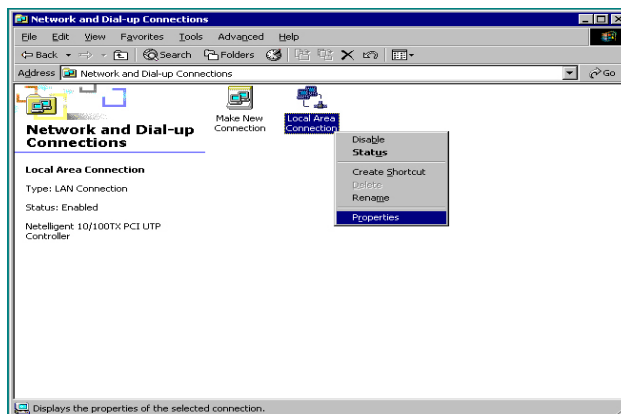 Network and Dial-up Connections
File Edit View Favorites Tools Advanced Help
Back Search Folders
Address Network and Dial-up Connections Go
Network and Dial-up
Connections
Local Area Connection
Type: LAN Connection
Status: Enabled
Netelligent 10/100TX PCI UTP
Controller
Make New
Connection
Local Area
Connection
Disable
Status
Create Shortcut
Delete
Rename
Properties
Displays the properties of the selected connection.